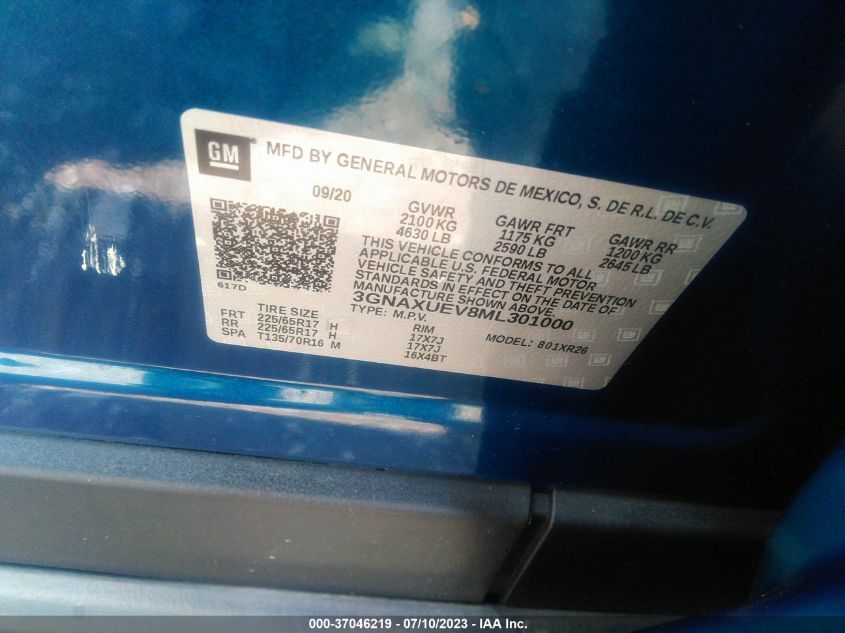 GM
MFD BY GENERAL MOTORS DE MEXICO, S. DE R.L. DE C.V.
09/20
GVWR GAWR FRT GAWR RR
2100 KG 1175 KG 1200 KG
4630 LB 2590 LB 2645 LB
THIS VEHICLE CONFORMS TO ALL
APPLICABLE U.S. FEDERAL MOTOR
VEHICLE SAFETY AND THEFT PREVENTION
STANDARDS IN EFFECT ON THE DATE OF
MANUFACTURE SHOWN ABOVE.
617D
3GNAXUEV8ML301000
TYPE: M.P.V. MODEL: 801XR26
TIRE SIZE RIM
FRT 225/65R17 H 17X7J
RR 225/65R17 H 17X7J
SPA T135/70R16 M 16X4BT
000-37046219 - 07/10/2023 - IAA Inc.